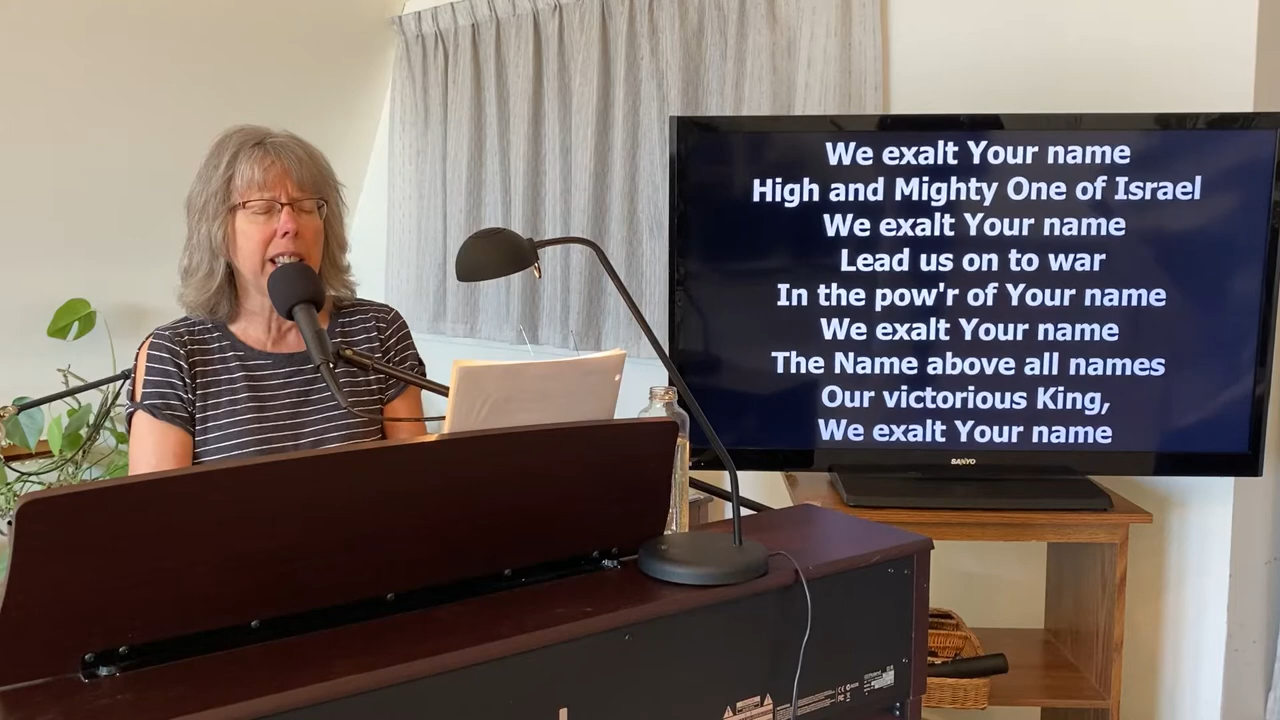 We exalt Your name
High and Mighty One of Israel
We exalt Your name
Lead us on to war
In the pow'r of Your name
We exalt Your name
The Name above all names
Our victorious King,
We exalt Your name
SANYO